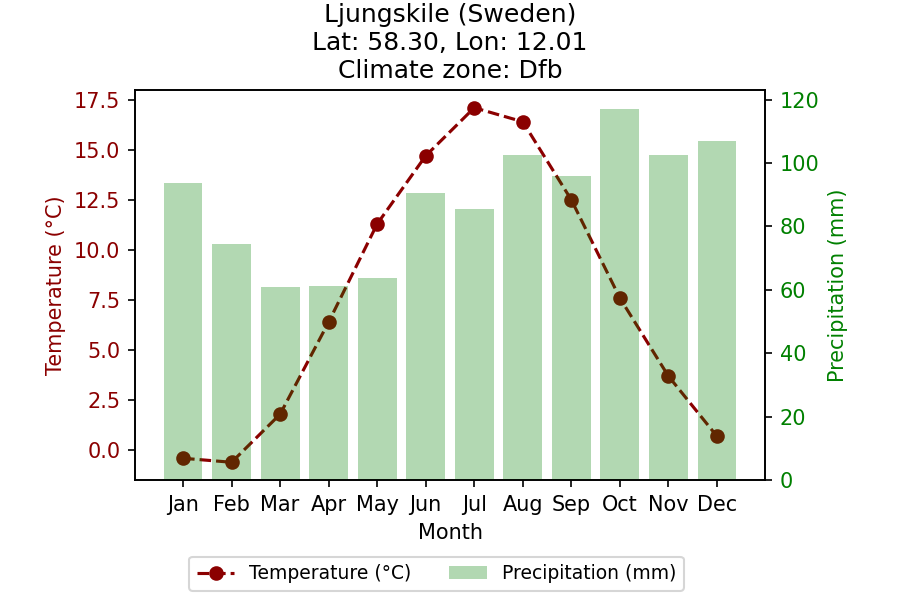 Ljungskile (Sweden)
Lat: 58.30, Lon: 12.01
Climate zone: Dfb
17.5
15.0
12.5
10.0
7.5
5.0
2.5
0.0
Temperature (°C)
120
100
80
60
40
20
0
Precipitation (mm)
Jan Feb Mar Apr May Jun Jul Aug Sep Oct Nov Dec
Month
Temperature (°C) Precipitation (mm)